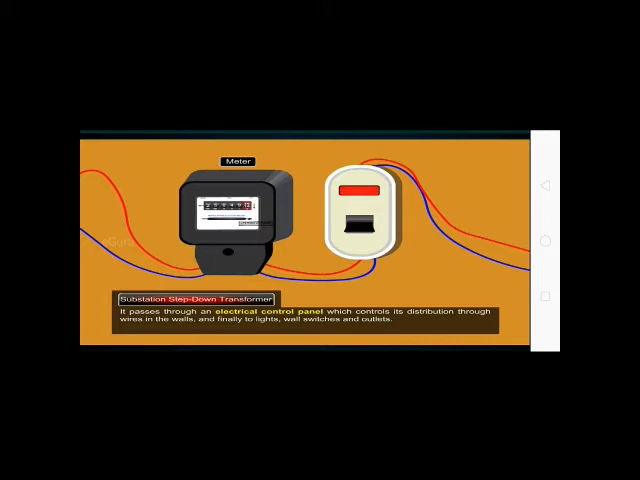 Meter
Substation Step-Down Transformer
It passes through an electrical control panel which controls its distribution through
wires in the walls, and finally to lights, wall switches and outlets.